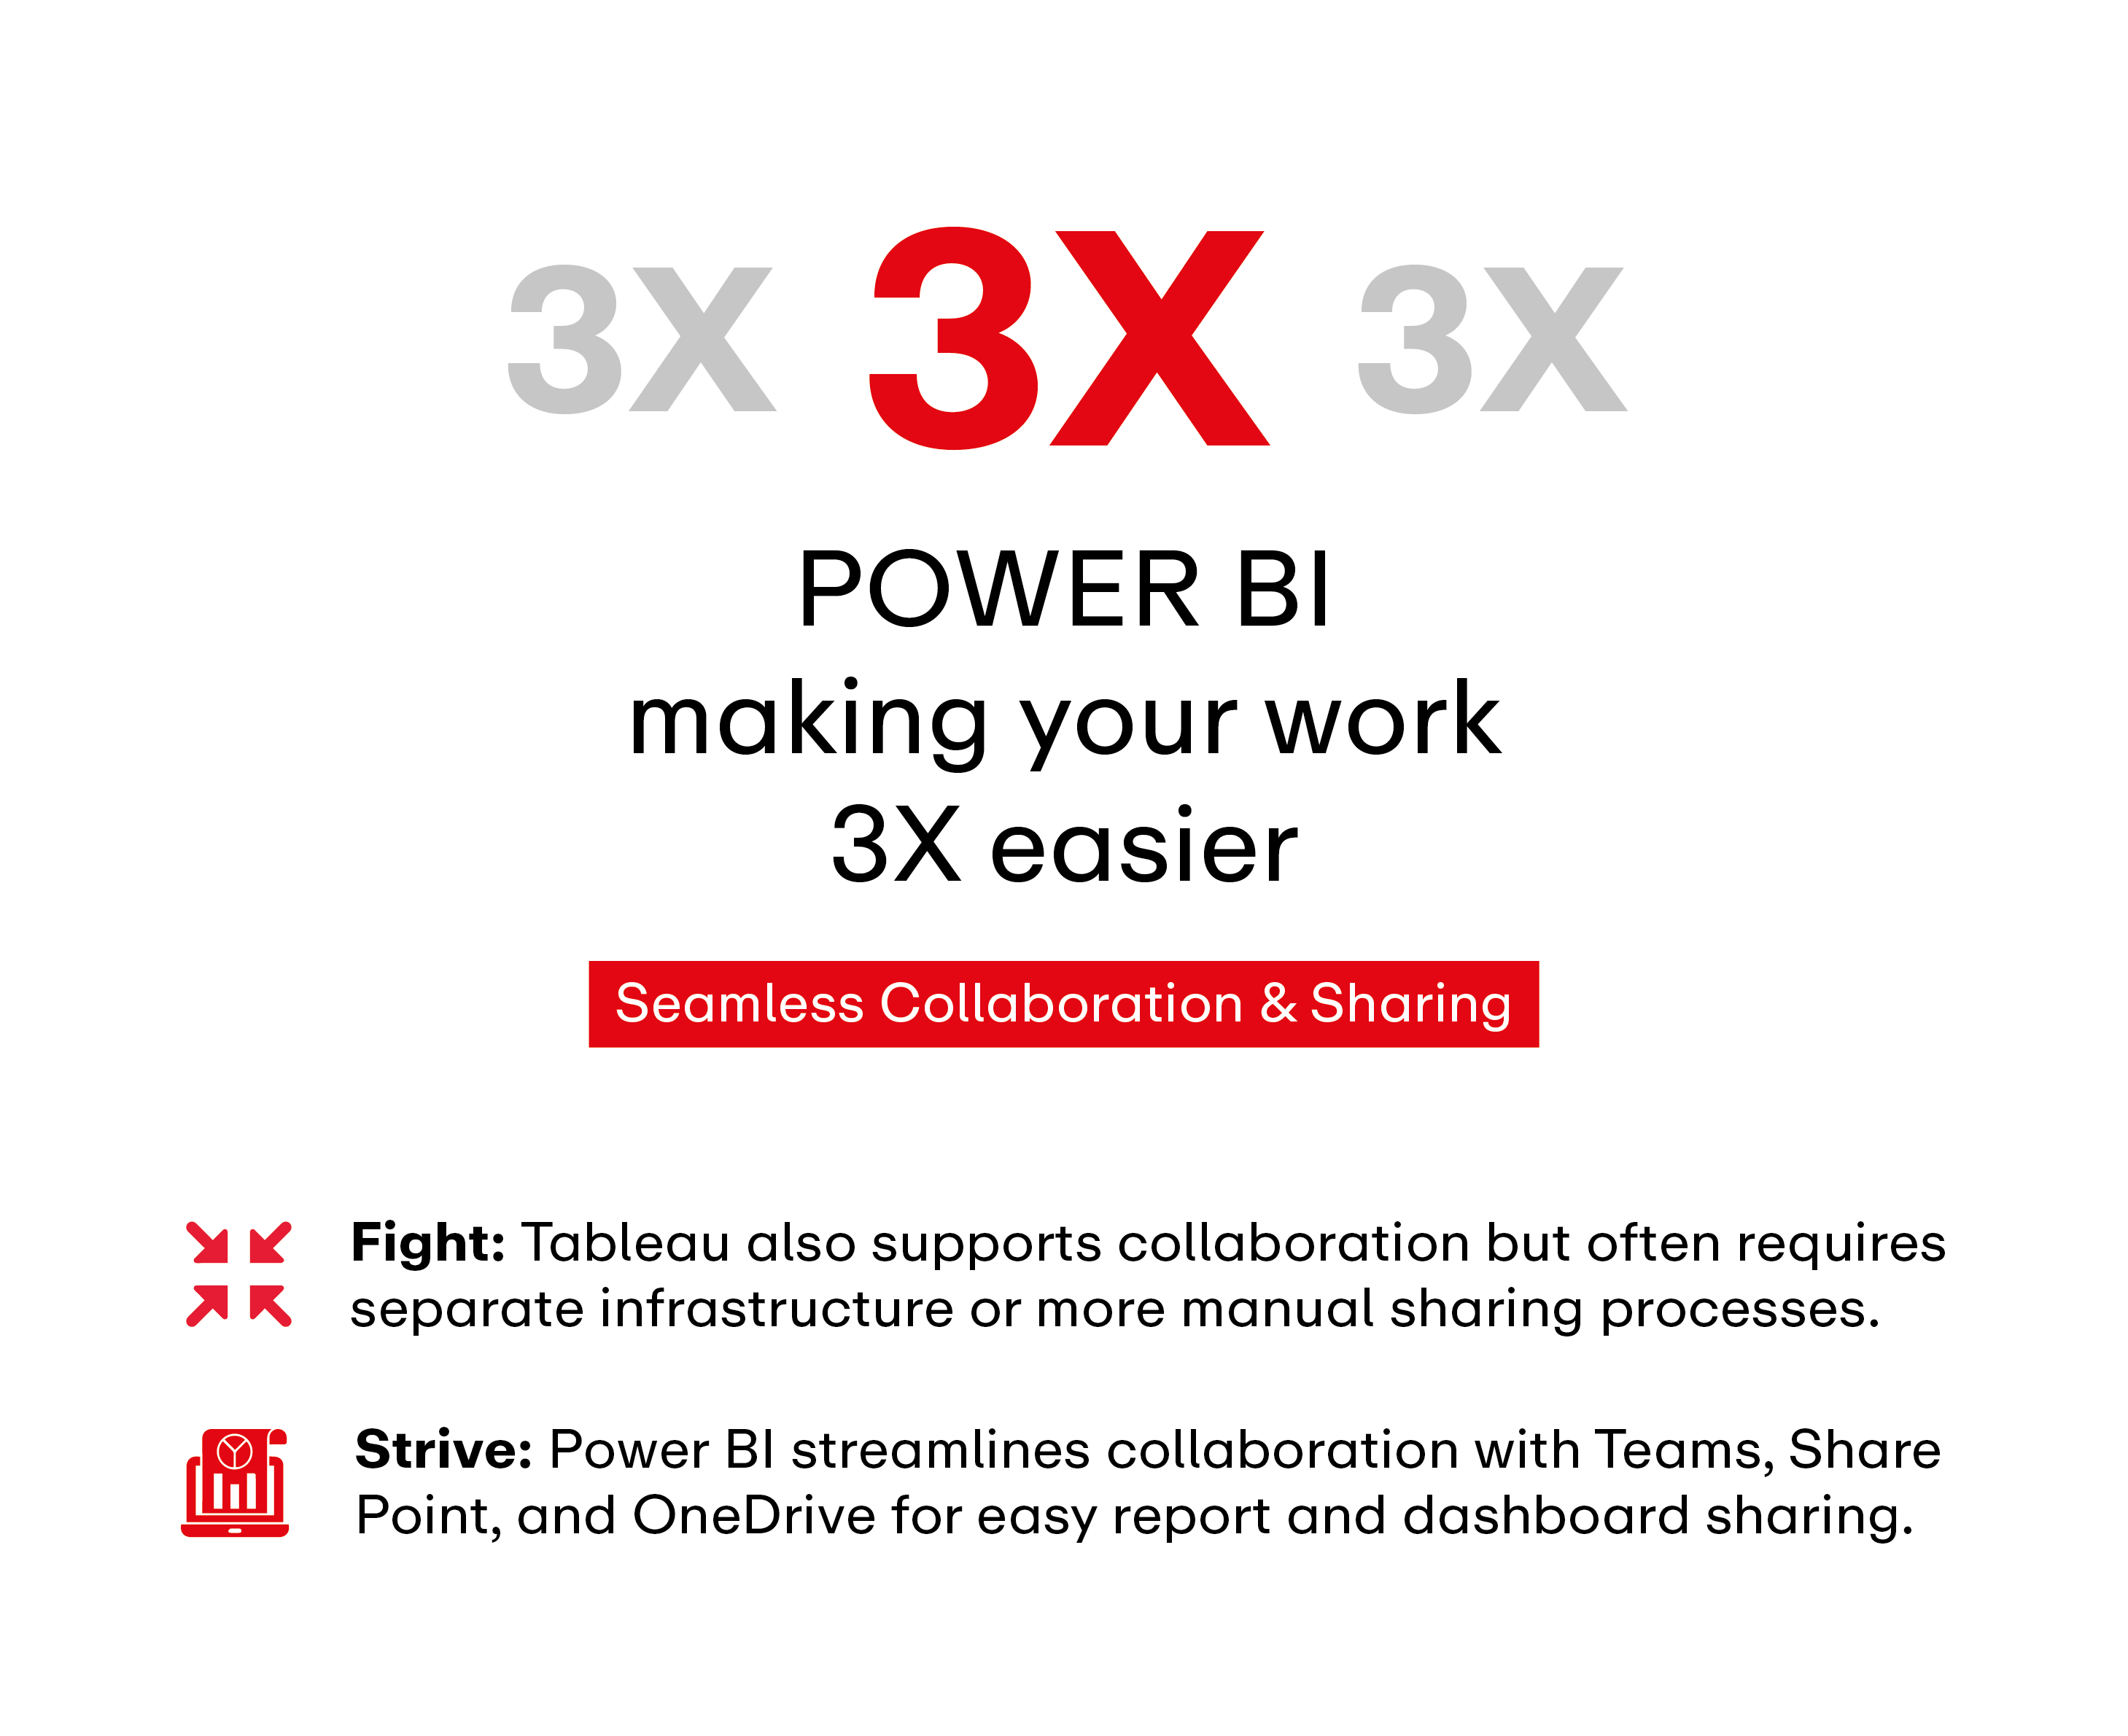 3X 3X 3X
POWER BI
making your work
3X easier
Seamless Collaboration & Sharing
Fight: Tableau also supports collaboration but often requires
separate infrastructure or more manual sharing processes.
Strive: Power BI streamlines collaboration with Teams, Share
Point, and OneDrive for easy report and dashboard sharing.